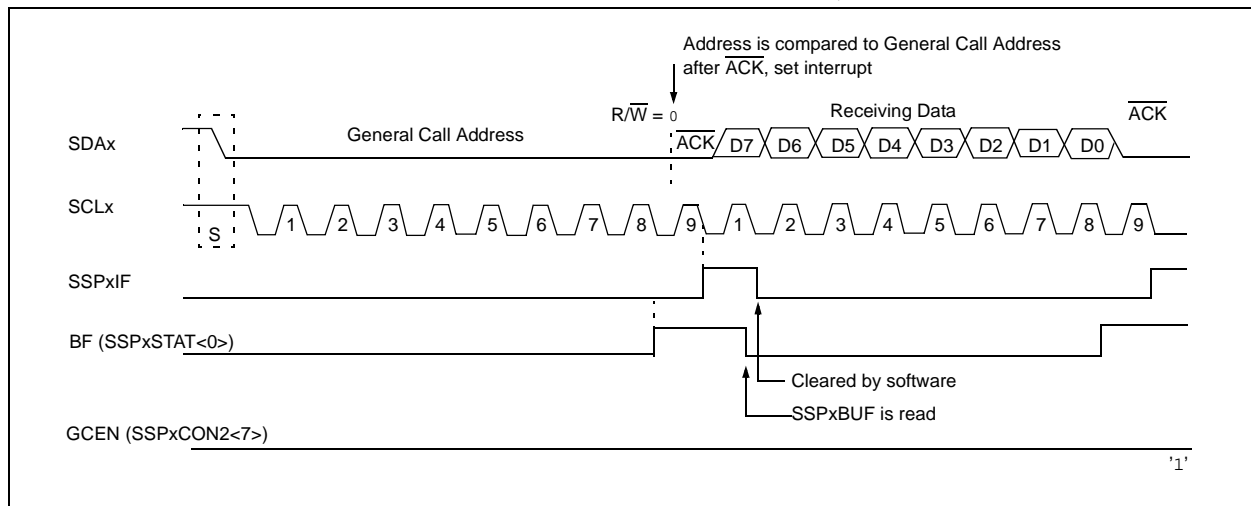 Address is compared to General Call Address
after ACK, set interrupt
R/W = 0
Receiving Data
ACK
SDAx
General Call Address
ACK
D7 D6 D5 D4 D3 D2 D1 D0
SCLx
S
1 2 3 4 5 6 7 8 9 1 2 3 4 5 6 7 8 9
SSPxIF
BF (SSPxSTAT<0>)
Cleared by software
SSPxBUF is read
GCEN (SSPxCON2<7>)
'1'